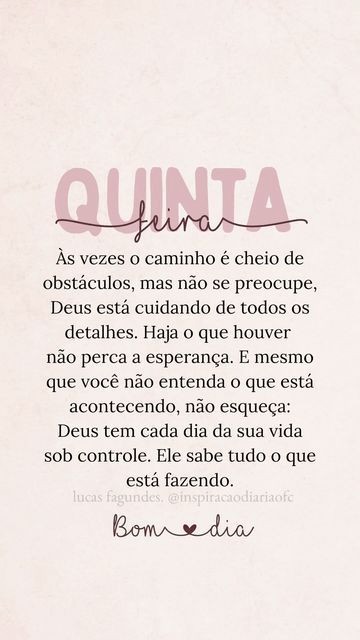 QUINTA
feira
Às vezes o caminho é cheio de
obstáculos, mas não se preocupe,
Deus está cuidando de todos os
detalhes. Haja o que houver
não perca a esperança. E mesmo
que você não entenda o que está
acontecendo, não esqueça:
Deus tem cada dia da sua vida
sob controle. Ele sabe tudo o que
está fazendo.
lucas fagundes. @inspiracaodiariaofc
Bom dia